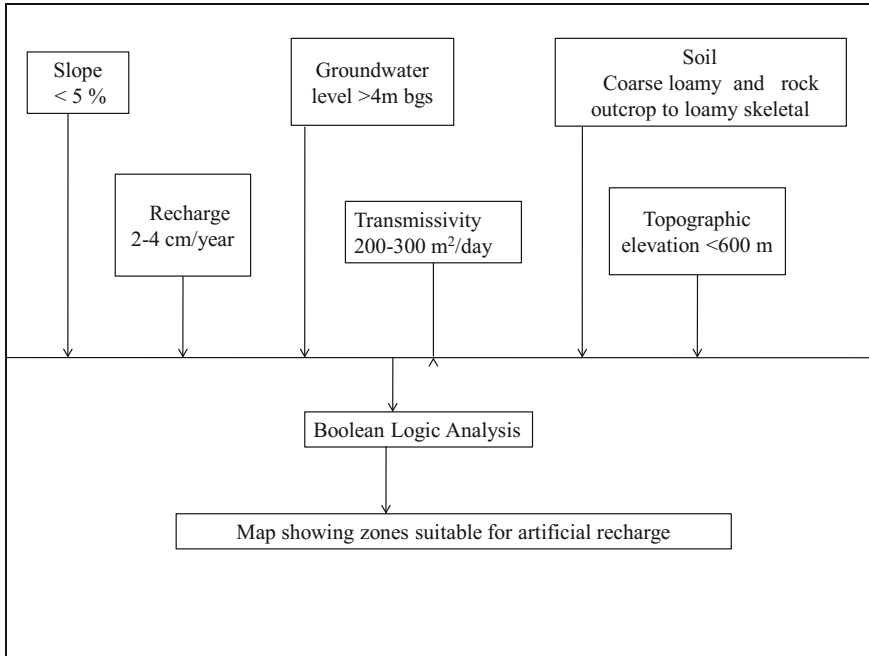 Slope
< 5 %
Groundwater
level >4m bgs
Soil
Coarse loamy and rock
outcrop to loamy skeletal
Recharge
2-4 cm/year
Transmissivity
200-300 m²/day
Topographic
elevation <600 m
Boolean Logic Analysis
Map showing zones suitable for artificial recharge